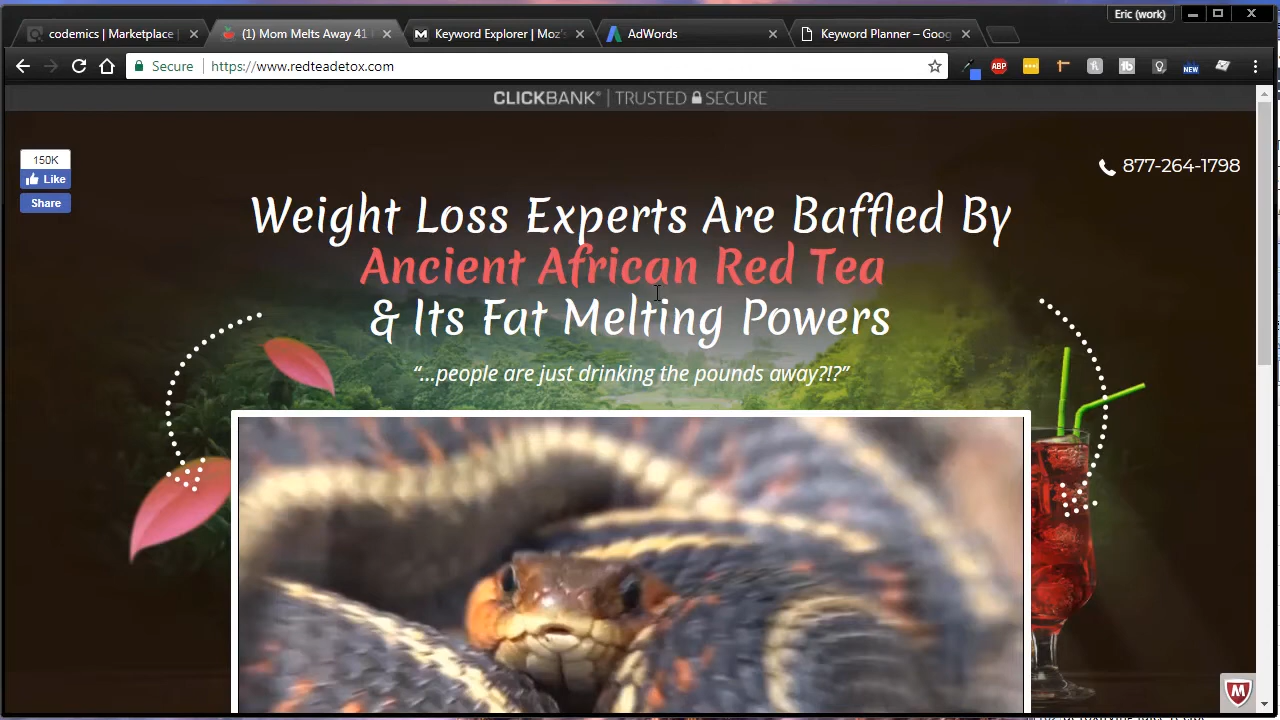 Eric (work)
codemics | Marketplace
(1) Mom Melts Away 41
Keyword Explorer | Moz's
AdWords
Keyword Planner – Goog
Secure https://www.redteadetox.com
ABP
NEW
CLICKBANK® | TRUSTED SECURE
150K
Like
Share
877-264-1798
Weight Loss Experts Are Baffled By
Ancient African Red Tea
& Its Fat Melting Powers
“...people are just drinking the pounds away?!?”